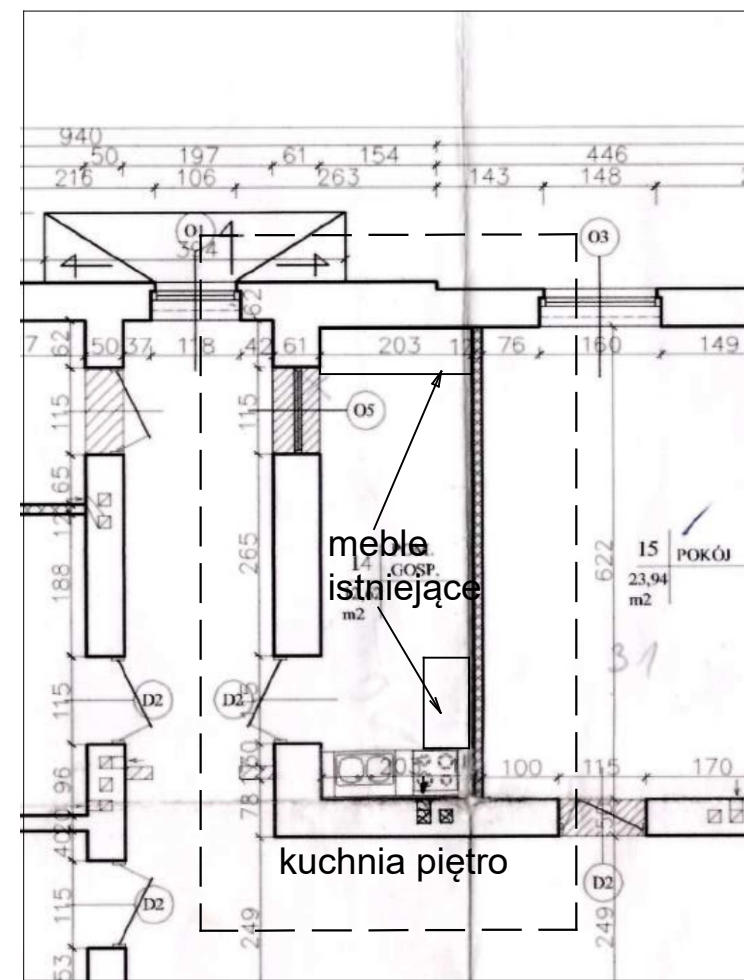 940
50 197 61 154 446
216 106 263 143 148
O1
394
O3
62
7 50 37 118 42 61 203 12 76 160 149
62
115
115
O5
65
12
188
265
622
meble
istniejące
14
GOSP.
m2
15 POKÓJ
23,94
m2
31
115
D2
D2
96
100 115 170
78
20
40
kuchnia piętro
D2
D2
115
249
249
53